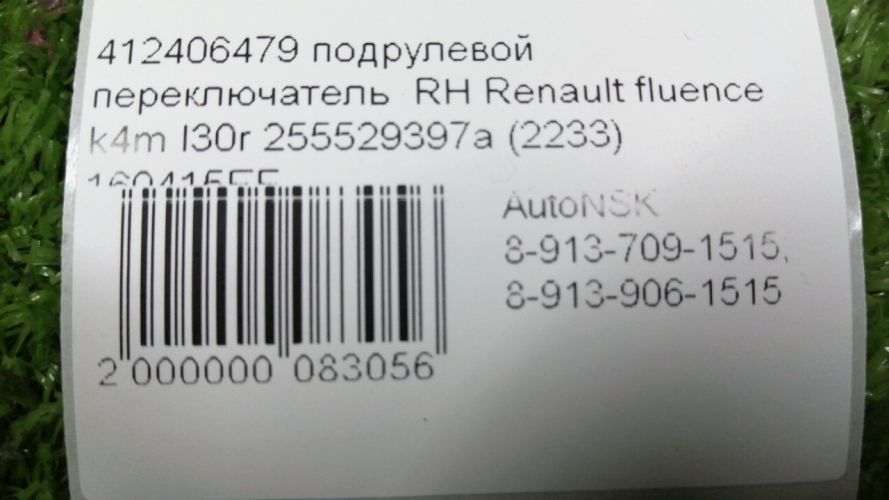 412406479 подрулевой
переключатель RH Renault fluence
k4m l30r 255529397a (2233)
AutoNSK
8-913-709-1515,
8-913-906-1515
2 000000 083056